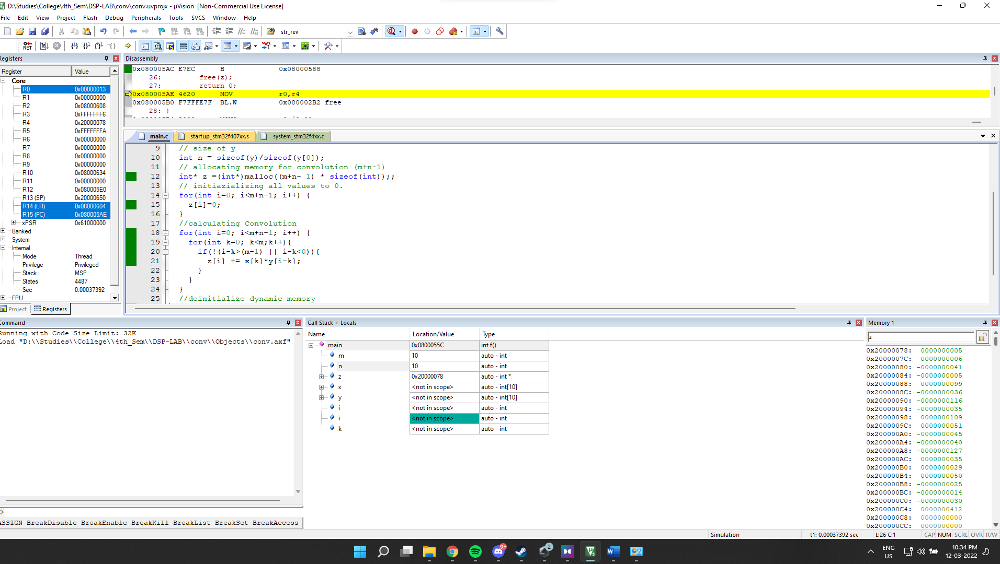 D:\Studies\College\4th_Sem\DSP-LAB\conv\conv.uvprojx - µVision  [Non-Commercial Use License]
File Edit View Project Flash Debug Peripherals Tools SVCS Window Help
str_rev
RST
Registers
Register Value
Core
R0 0x00000013
R1 0x00000000
R2 0x08000608
R3 0xFFFFFFF6
R4 0x20000078
R5 0xFFFFFFFA
R6 0x00000000
R7 0x00000000
R8 0x00000000
R9 0x00000000
R10 0x08000634
R11 0x00000000
R12 0x080005E0
R13 (SP) 0x20000650
R14 (LR) 0x08000604
R15 (PC) 0x080005AE
xPSR 0x61000000
Banked
System
Internal
Mode Thread
Privilege Privileged
Stack MSP
States 4487
Sec 0.00037392
FPU
Project Registers
Disassembly
0x080005AC E7EC B 0x08000588
26: free(z);
27: return 0;
0x080005AE 4620 MOV r0,r4
0x080005B0 F7FFFE7F BL.W 0x080002B2 free
28: }
main.c startup_stm32f407xx.s system_stm32f4xx.c
9 // size of y
10 int n = sizeof(y)/sizeof(y[0]);
11 // allocating memory for convolution (m+n-1)
12 int* z =(int*)malloc((m+n- 1) * sizeof(int));;
13 // initiazializing all values to 0.
14 for(int i=0; i<m+n-1; i++) {
15 z[i]=0;
16 }
17 //calculating Convolution
18 for(int i=0; i<m+n-1; i++) {
19 for(int k=0; k<m;k++){
20 if(!(i-k>(m-1) || i-k<0)){
21 z[i] += x[k]*y[i-k];
22 }
23 }
24 }
25 //deinitialize dynamic memory
Command
Running with Code Size Limit: 32K
Load "D:\\Studies\\College\\4th_Sem\\DSP-LAB\\conv\\Objects\\conv.axf"
>
ASSIGN BreakDisable BreakEnable BreakKill BreakList BreakSet BreakAccess
Call Stack + Locals
Name Location/Value Type
main 0x0800055C int f()
m 10 auto - int
n 10 auto - int
z 0x20000078 auto - int *
x <not in scope> auto - int[10]
y <not in scope> auto - int[10]
i <not in scope> auto - int
i <not in scope> auto - int
k <not in scope> auto - int
Memory 1
z
0x20000078: 0000000005
0x2000007C: 0000000006
0x20000080: -0000000041
0x20000084: -0000000005
0x20000088: 0000000099
0x2000008C: -0000000036
0x20000090: -0000000116
0x20000094: -0000000035
0x20000098: 0000000109
0x2000009C: 0000000051
0x200000A0: -0000000045
0x200000A4: -0000000040
0x200000A8: -0000000127
0x200000AC: 0000000035
0x200000B0: 0000000029
0x200000B4: 0000000050
0x200000B8: -0000000025
0x200000BC: -0000000014
0x200000C0: -0000000030
0x200000C4: 0000000412
0x200000C8: 0000000000
0x200000CC: 0000000000
Simulation t1: 0.00037392 sec L:26 C:1 CAP NUM SCRL OVR R/W
9+
2
ENG
US
10:34 PM
12-03-2022